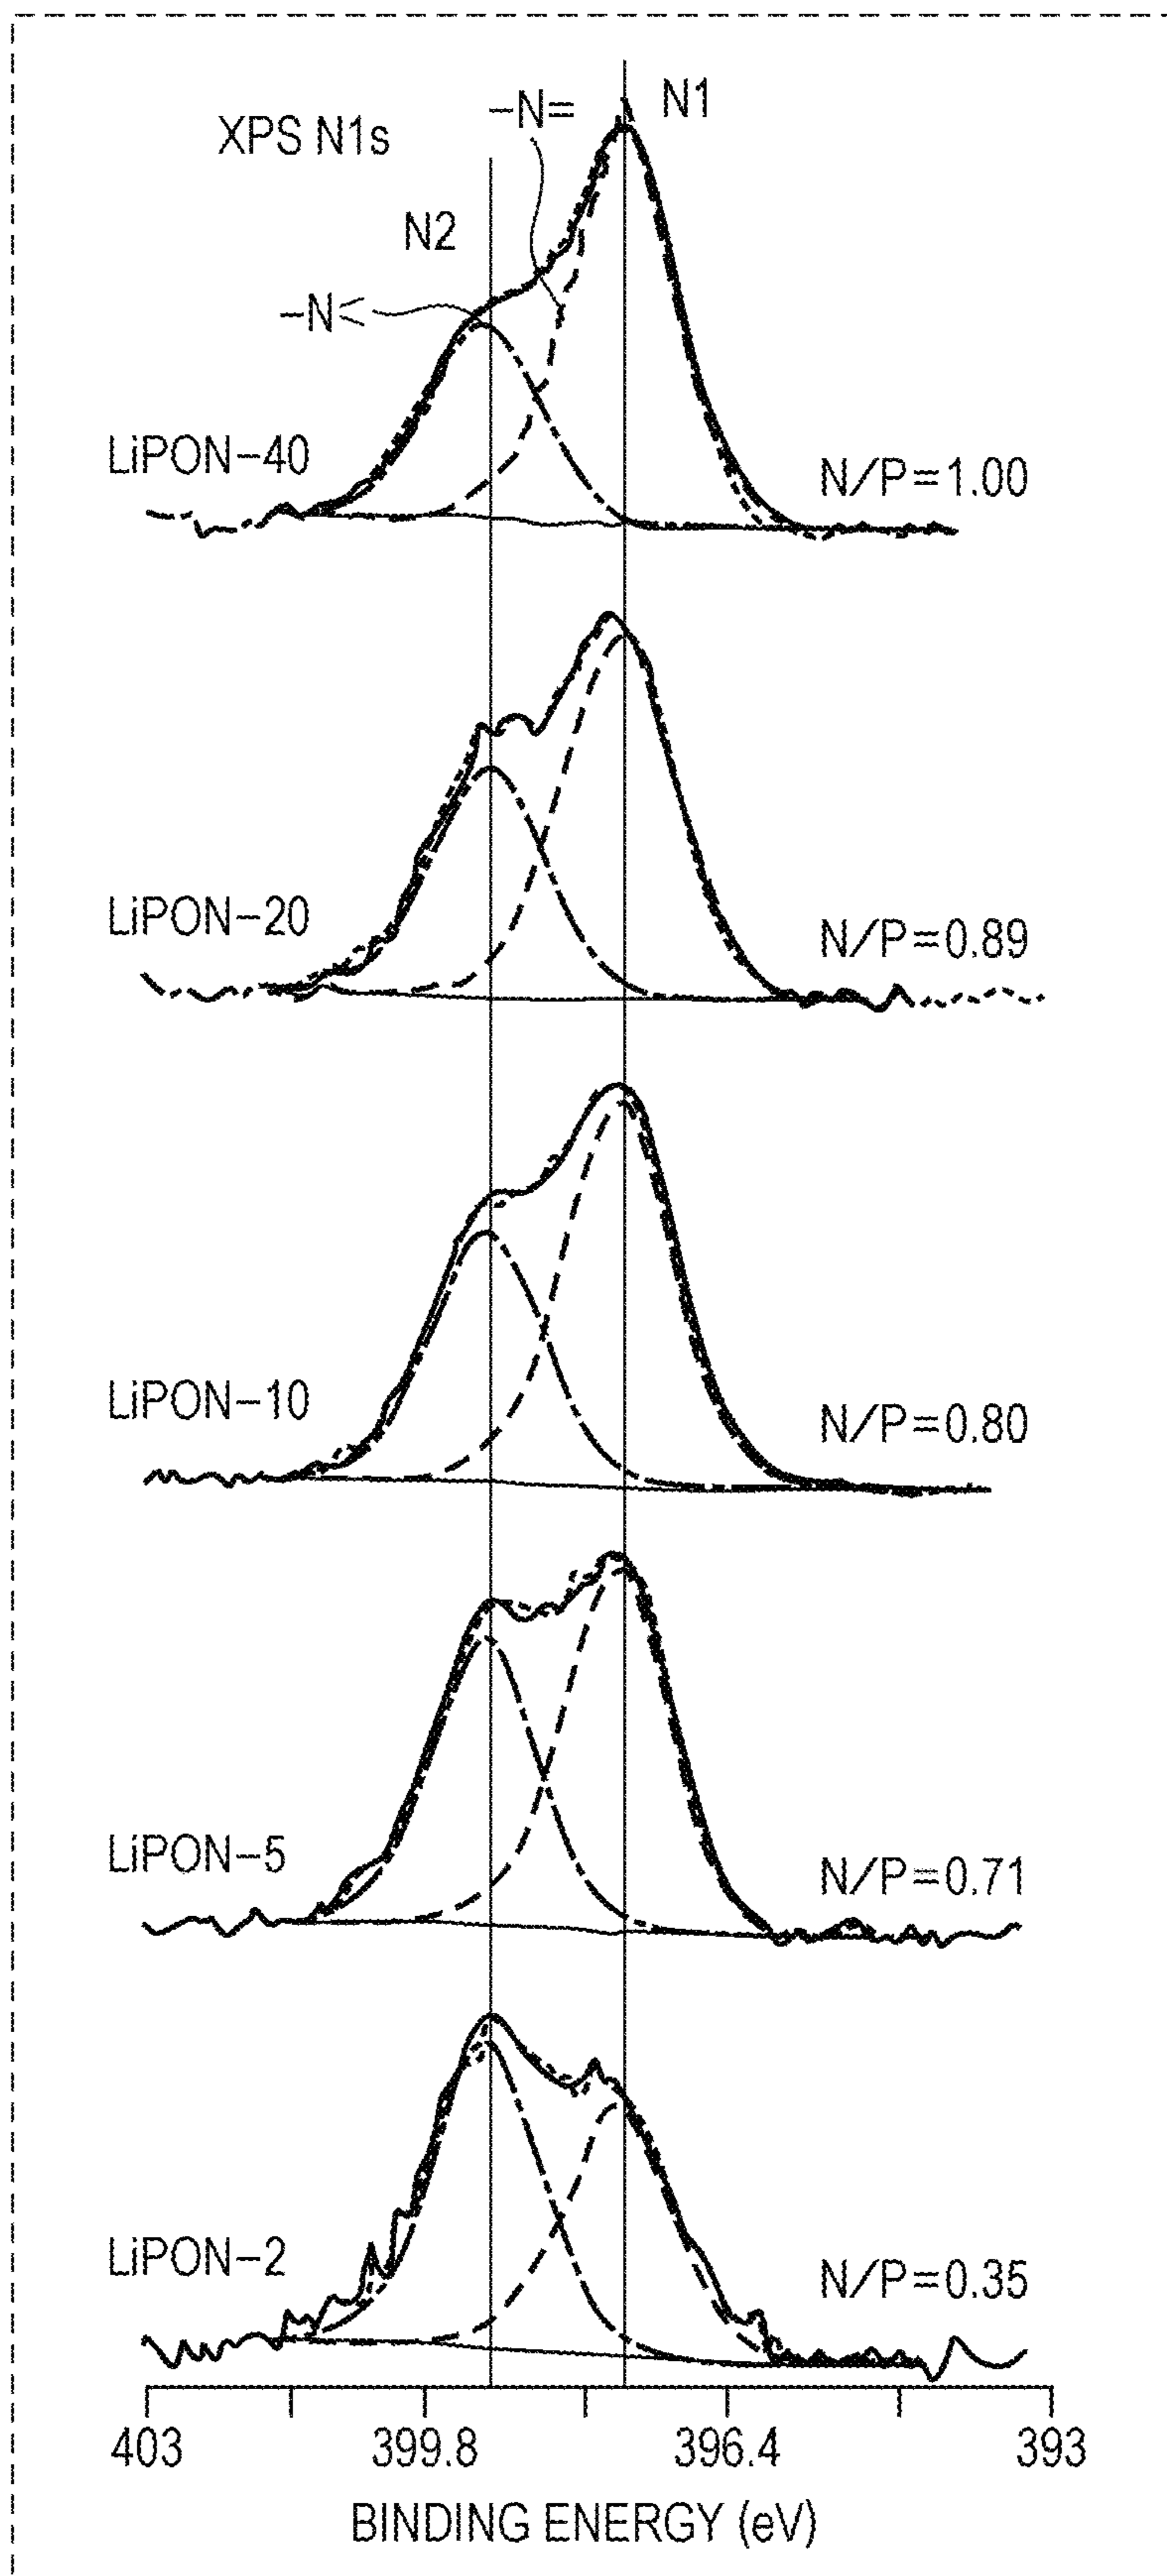 –N=
N1
XPS N1s
N2
–N<
LiPON–40
N/P=1.00
LiPON–20
N/P=0.89
LiPON–10
N/P=0.80
LiPON–5
N/P=0.71
LiPON–2
N/P=0.35
403 399.8 396.4 393
BINDING ENERGY (eV)